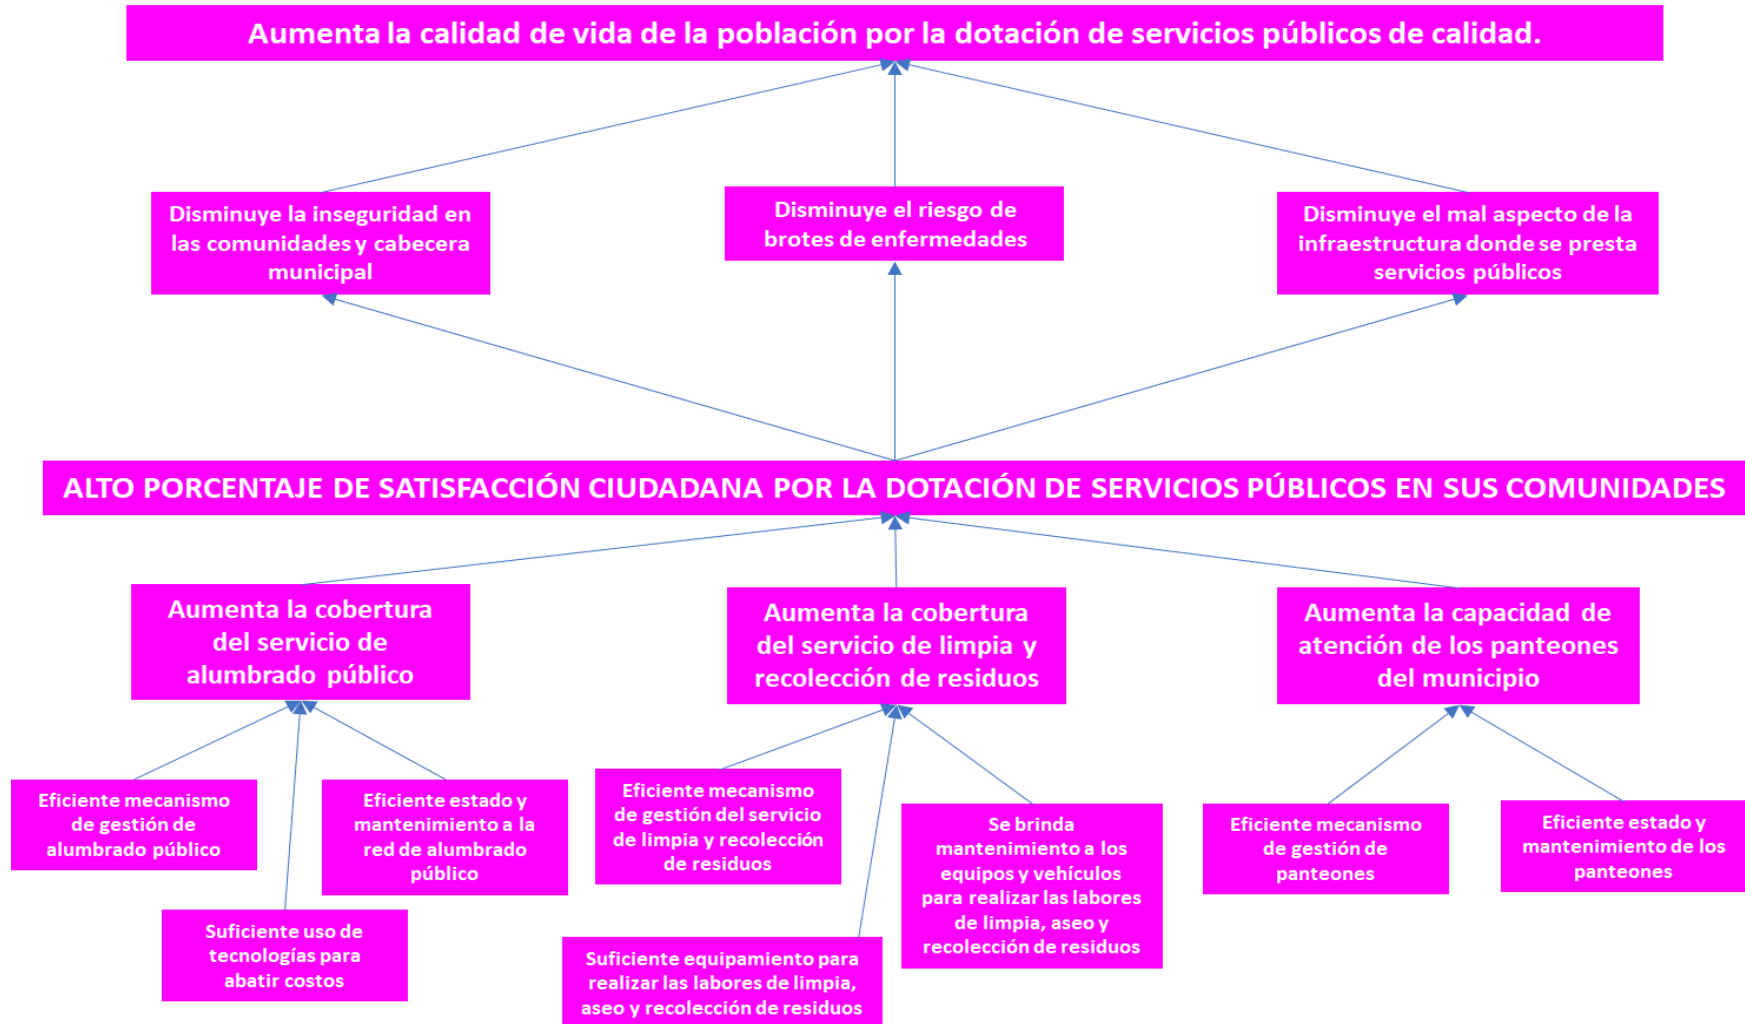 Aumenta la calidad de vida de la población por la dotación de servicios públicos de calidad.
Disminuye la inseguridad en
las comunidades y cabecera
municipal
Disminuye el riesgo de
brotes de enfermedades
Disminuye el mal aspecto de la
infraestructura donde se presta
servicios públicos
ALTO PORCENTAJE DE SATISFACCIÓN CIUDADANA POR LA DOTACIÓN DE SERVICIOS PÚBLICOS EN SUS COMUNIDADES
Aumenta la cobertura
del servicio de
alumbrado público
Aumenta la cobertura
del servicio de limpia y
recolección de residuos
Aumenta la capacidad de
atención de los panteones
del municipio
Eficiente mecanismo
de gestión de
alumbrado público
Suficiente uso de
tecnologías para
abatir costos
Eficiente estado y
mantenimiento a la
red de alumbrado
público
Eficiente mecanismo
de gestión del servicio
de limpia y recolección
de residuos
Suficiente equipamiento para
realizar las labores de limpia,
aseo y recolección de residuos
Se brinda
mantenimiento a los
equipos y vehículos
para realizar las labores
de limpia, aseo y
recolección de residuos
Eficiente mecanismo
de gestión de
panteones
Eficiente estado y
mantenimiento de los
panteones